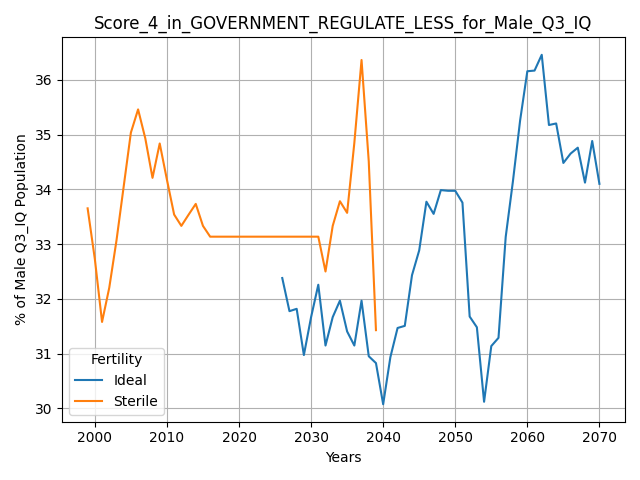 Score_4_in_GOVERNMENT_REGULATE_LESS_for_Male_Q3_IQ
% of Male Q3_IQ Population
36
35
34
33
32
31
30
Fertility
Ideal
Sterile
2000 2010 2020 2030 2040 2050 2060 2070
Years